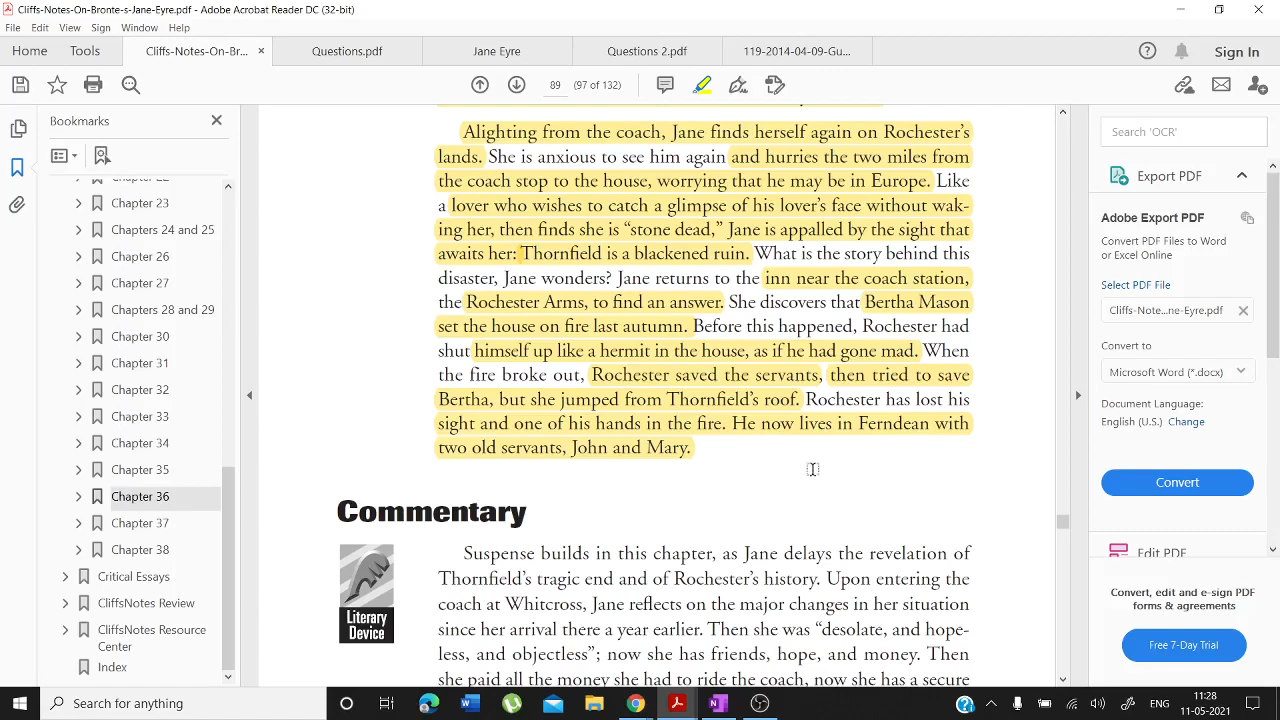 Cliffs-Notes-On-Bronte-s-Jane-Eyre.pdf - Adobe Acrobat Reader DC (32-bit)
File Edit View Sign Window Help
Home Tools Cliffs-Notes-On-Br... Questions.pdf Jane Eyre Questions 2.pdf 119-2014-04-09-Gu... Sign In
89 (97 of 132)
Bookmarks
Chapter 23
Chapters 24 and 25
Chapter 26
Chapter 27
Chapters 28 and 29
Chapter 30
Chapter 31
Chapter 32
Chapter 33
Chapter 34
Chapter 35
Chapter 36
Chapter 37
Chapter 38
Critical Essays
CliffsNotes Review
CliffsNotes Resource
Center
Index
Alighting from the coach, Jane finds herself again on Rochester's
lands. She is anxious to see him again and hurries the two miles from
the coach stop to the house, worrying that he may be in Europe. Like
a lover who wishes to catch a glimpse of his lover's face without wak-
ing her, then finds she is "stone dead," Jane is appalled by the sight that
awaits her: Thornfield is a blackened ruin. What is the story behind this
disaster, Jane wonders? Jane returns to the inn near the coach station,
the Rochester Arms, to find an answer. She discovers that Bertha Mason
set the house on fire last autumn. Before this happened, Rochester had
shut himself up like a hermit in the house, as if he had gone mad. When
the fire broke out, Rochester saved the servants, then tried to save
Bertha, but she jumped from Thornfield's roof. Rochester has lost his
sight and one of his hands in the fire. He now lives in Ferndean with
two old servants, John and Mary.
Commentary
Literary
Device
Suspense builds in this chapter, as Jane delays the revelation of
Thornfield's tragic end and of Rochester's history. Upon entering the
coach at Whitcross, Jane reflects on the major changes in her situation
since her arrival there a year earlier. Then she was "desolate, and hope-
less, and objectless"; now she has friends, hope, and money. Then
she paid all the money she had to ride the coach, now she has a secure
Search 'OCR'
Export PDF
Adobe Export PDF
Convert PDF Files to Word
or Excel Online
Select PDF File
Cliffs-Note...ne-Eyre.pdf
Convert to
Microsoft Word (*.docx)
Document Language:
English (U.S.) Change
Convert
Edit PDF
Convert, edit and e-sign PDF
forms & agreements
Free 7-Day Trial
Search for anything
ENG
11:28
11-05-2021